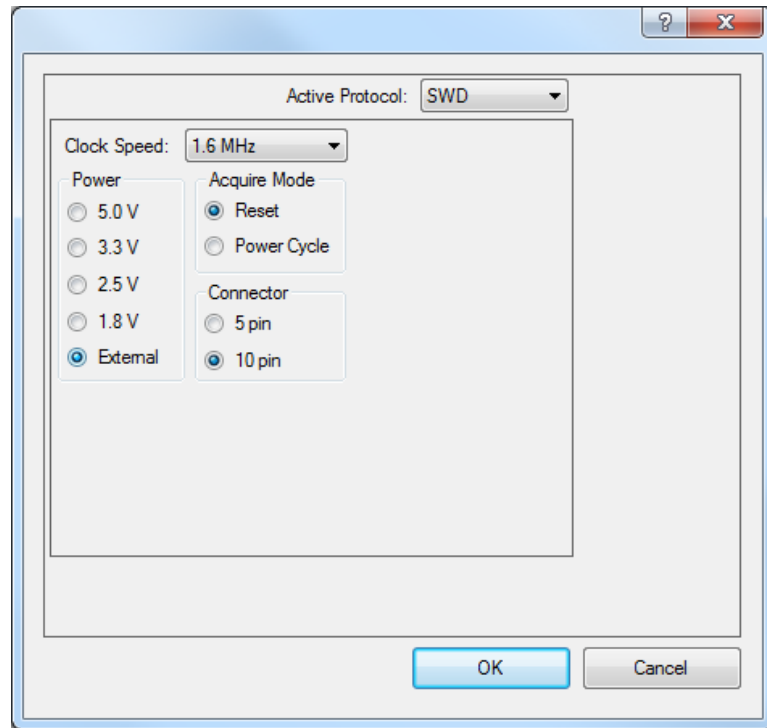 Active Protocol: SWD
Clock Speed: 1.6 MHz
Power
5.0 V
3.3 V
2.5 V
1.8 V
External
Acquire Mode
Reset
Power Cycle
Connector
5 pin
10 pin
OK
Cancel